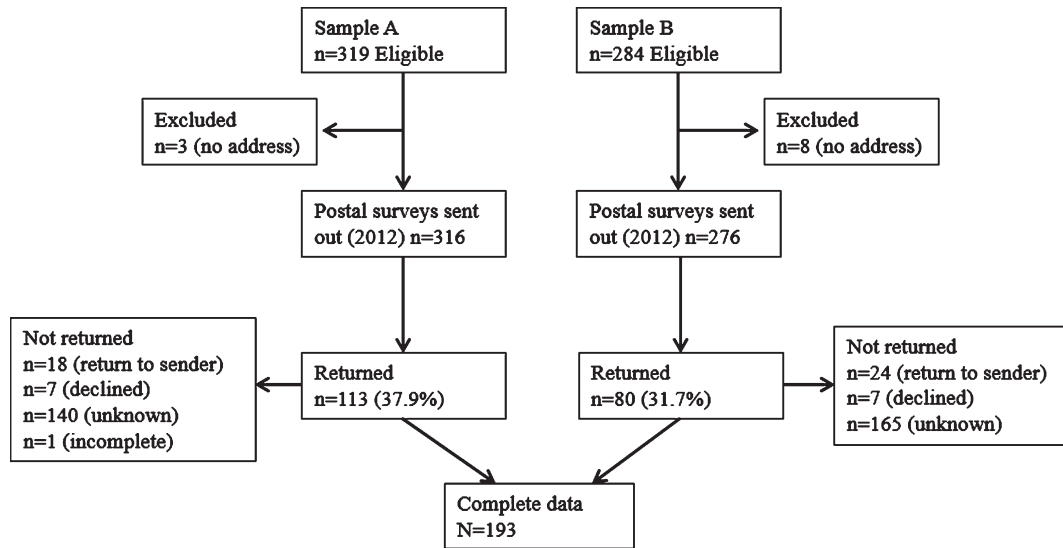 Sample A
n=319 Eligible
Sample B
n=284 Eligible
Excluded
n=3 (no address)
Excluded
n=8 (no address)
Postal surveys sent
out (2012) n=316
Postal surveys sent
out (2012) n=276
Not returned
n=18 (return to sender)
n=7 (declined)
n=140 (unknown)
n=1 (incomplete)
Returned
n=113 (37.9%)
Returned
n=80 (31.7%)
Not returned
n=24 (return to sender)
n=7 (declined)
n=165 (unknown)
Complete data
N=193